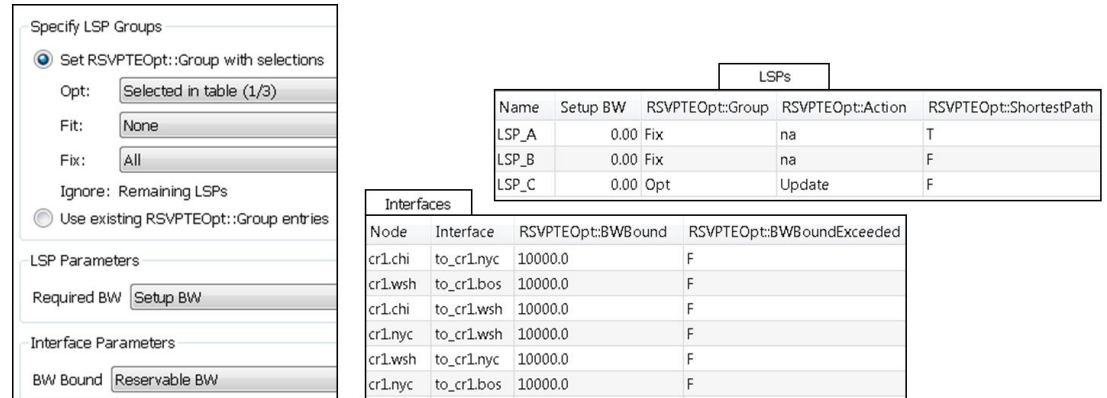 Specify LSP Groups
Set RSVPTEOpt::Group with selections
Opt: Selected in table (1/3)
Fit: None
Fix: All
Ignore: Remaining LSPs
Use existing RSVPTEOpt::Group entries
LSP Parameters
Required BW Setup BW
Interface Parameters
BW Bound Reservable BW
LSPs
Name Setup BW RSVPTEOpt::Group RSVPTEOpt::Action RSVPTEOpt::ShortestPath
LSP_A 0.00 Fix na T
LSP_B 0.00 Fix na F
LSP_C 0.00 Opt Update F
Interfaces
Node Interface RSVPTEOpt::BWBound RSVPTEOpt::BWBoundExceeded
cr1.chi to_cr1.nyc 10000.0 F
cr1.wsh to_cr1.bos 10000.0 F
cr1.chi to_cr1.wsh 10000.0 F
cr1.nyc to_cr1.wsh 10000.0 F
cr1.wsh to_cr1.nyc 10000.0 F
cr1.nyc to_cr1.bos 10000.0 F